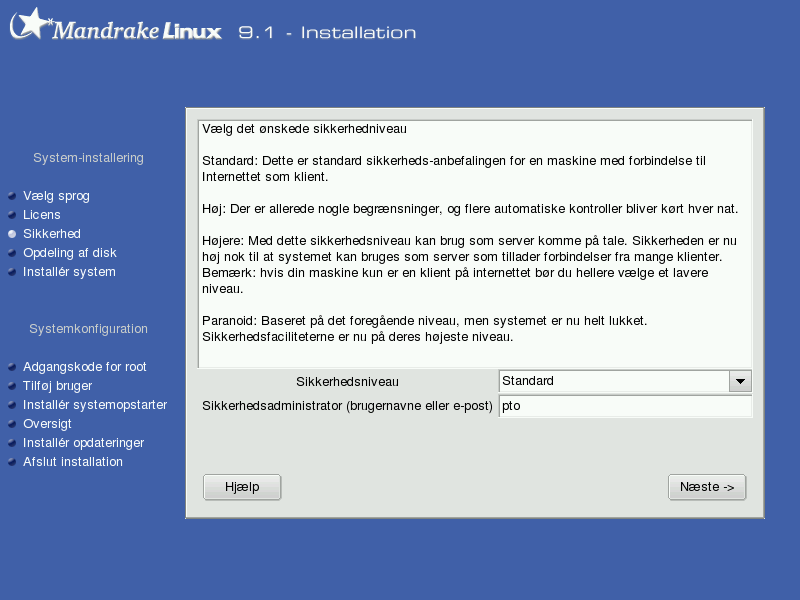 Mandrake Linux 9.1 - Installation
System-installering
Vælg sprog
Licens
Sikkerhed
Opdeling af disk
Installér system
Systemkonfiguration
Adgangskode for root
Tilføj bruger
Installér systemopstarter
Oversigt
Installér opdateringer
Afslut installation
Vælg det ønskede sikkerhedniveau
Standard: Dette er standard sikkerheds-anbefalingen for en maskine med forbindelse til
Internettet som klient.
Høj: Der er allerede nogle begrænsninger, og flere automatiske kontroller bliver kørt hver nat.
Højere: Med dette sikkerhedsniveau kan brug som server komme på tale. Sikkerheden er nu
høj nok til at systemet kan bruges som server som tillader forbindelser fra mange klienter.
Bemærk: hvis din maskine kun er en klient på internettet bør du hellere vælge et lavere
niveau.
Paranoid: Baseret på det foregående niveau, men systemet er nu helt lukket.
Sikkerhedsfaciliteterne er nu på deres højeste niveau.
Sikkerhedsniveau Standard
Sikkerhedsadministrator (brugernavne eller e-post) pto
Hjælp Næste ->